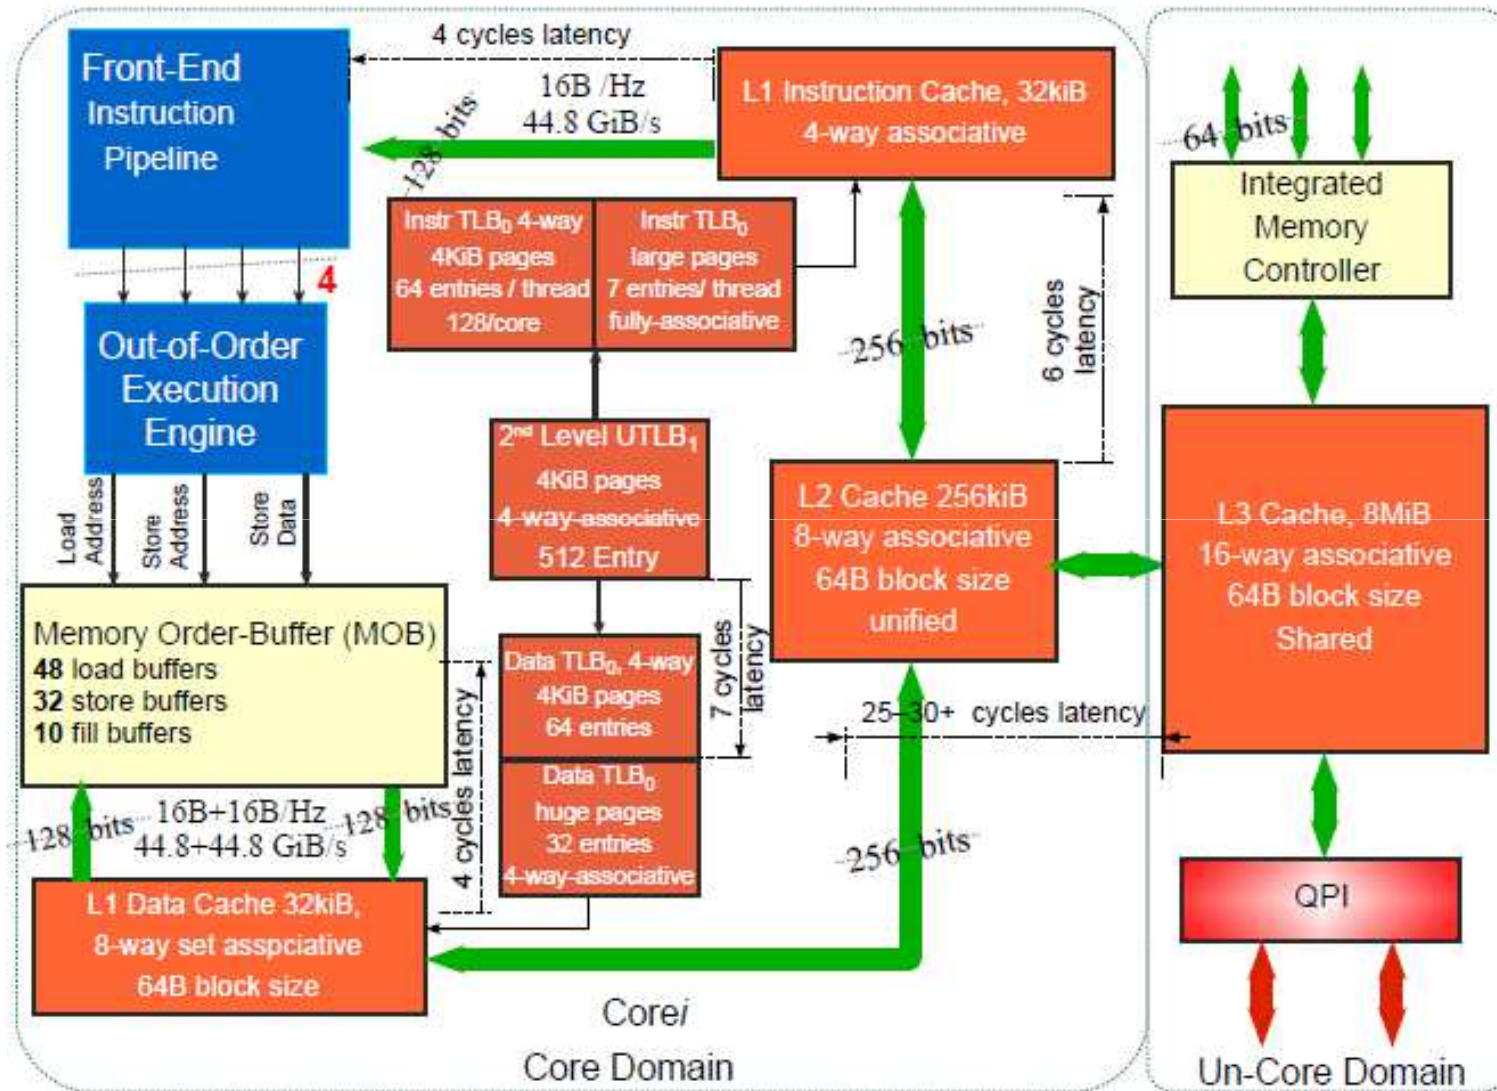 Front-End
Instruction
Pipeline
4 cycles latency
16B /Hz
44.8 GiB/s
128 bits
L1 Instruction Cache, 32kiB
4-way associative
64 bits
Integrated
Memory
Controller
Instr TLB0 4-way
4KiB pages
64 entries / thread
128/core
Instr TLB0
large pages
7 entries/ thread
fully-associative
4
Out-of-Order
Execution
Engine
256 bits
6 cycles
latency
2nd Level UTLB1
4KiB pages
4-way-associative
512 Entry
L2 Cache 256kiB
8-way associative
64B block size
unified
L3 Cache, 8MiB
16-way associative
64B block size
Shared
Load
Address
Store
Address
Store
Data
Memory Order-Buffer (MOB)
48 load buffers
32 store buffers
10 fill buffers
Data TLB0, 4-way
4KiB pages
64 entries
7 cycles
latency
Data TLB0
huge pages
32 entries
4-way-associative
4 cycles latency
25–30+ cycles latency
128 bits
16B+16B/Hz
44.8+44.8 GiB/s
128 bits
256 bits
L1 Data Cache 32kiB,
8-way set asspciative
64B block size
QPI
Corei
Core Domain
Un-Core Domain